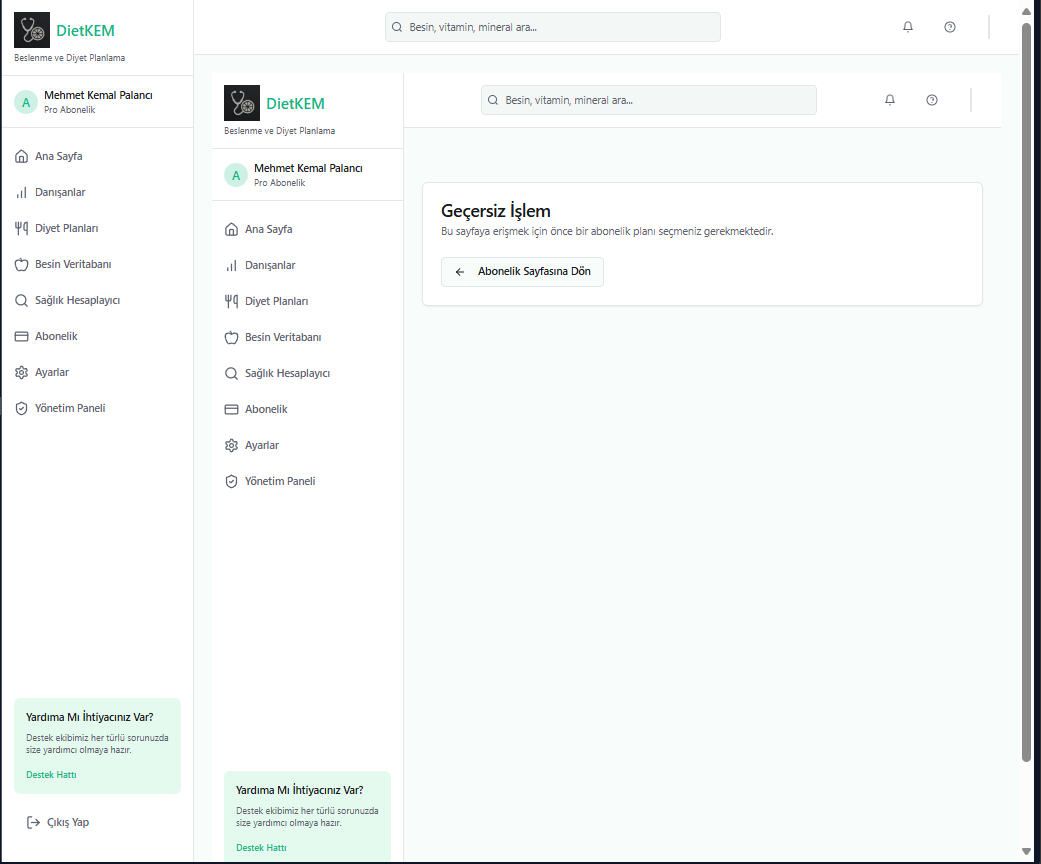 DietKEM
Beslenme ve Diyet Planlama
A
Mehmet Kemal Palancı
Pro Abonelik
Ana Sayfa
Danışanlar
Diyet Planları
Besin Veritabanı
Sağlık Hesaplayıcı
Abonelik
Ayarlar
Yönetim Paneli
Yardıma Mı İhtiyacınız Var?
Destek ekibimiz her türlü sorunuzda
size yardımcı olmaya hazır.
Destek Hattı
Çıkış Yap
Besin, vitamin, mineral ara...
DietKEM
Beslenme ve Diyet Planlama
A
Mehmet Kemal Palancı
Pro Abonelik
Ana Sayfa
Danışanlar
Diyet Planları
Besin Veritabanı
Sağlık Hesaplayıcı
Abonelik
Ayarlar
Yönetim Paneli
Yardıma Mı İhtiyacınız Var?
Destek ekibimiz her türlü sorunuzda
size yardımcı olmaya hazır.
Destek Hattı
Besin, vitamin, mineral ara...
Geçersiz İşlem
Bu sayfaya erişmek için önce bir abonelik planı seçmeniz gerekmektedir.
Abonelik Sayfasına Dön